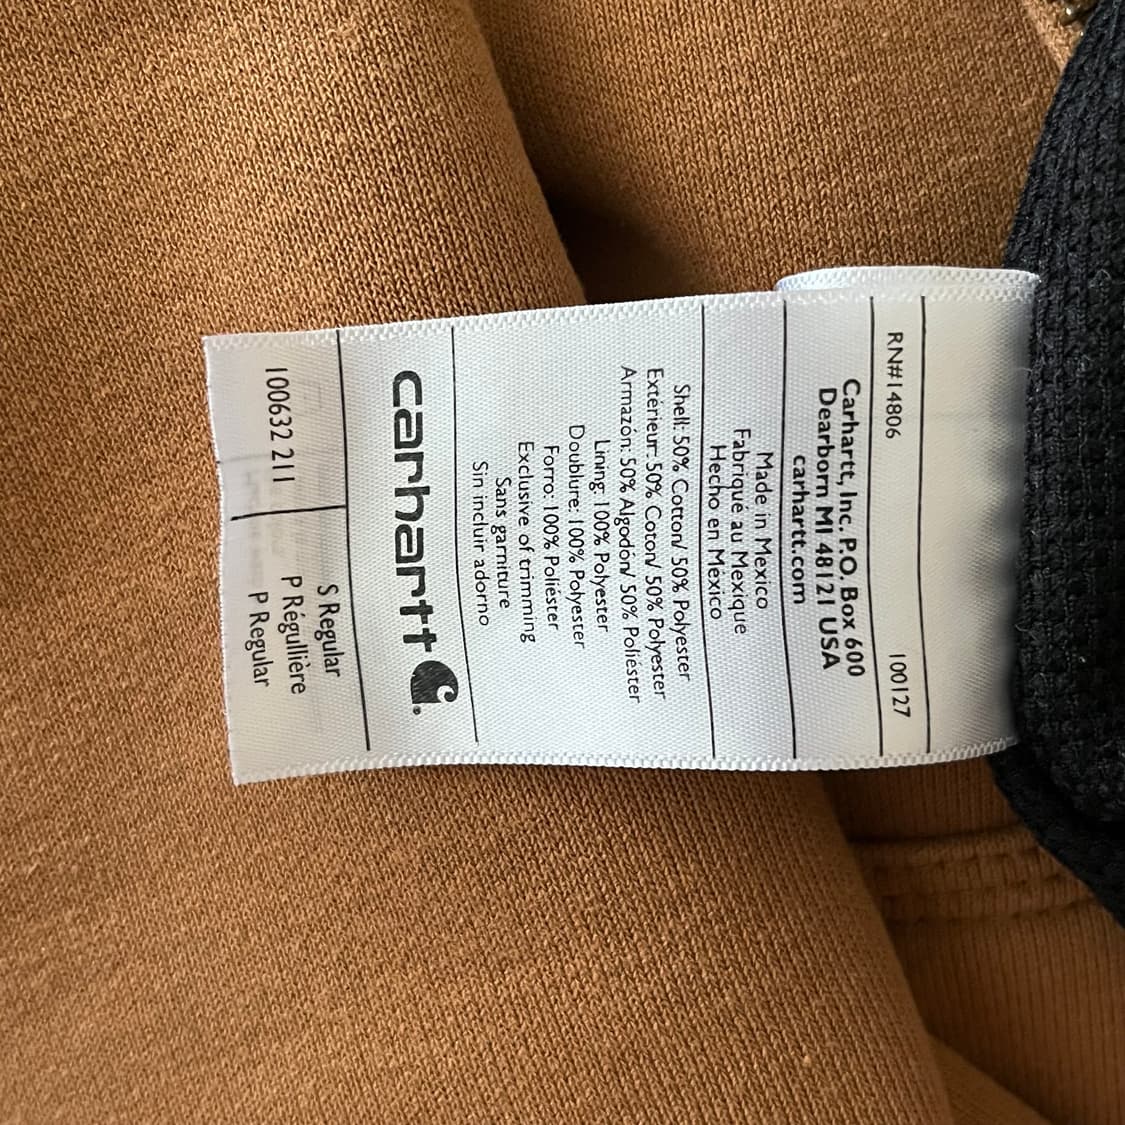 RN#14806 100127
Carhartt, Inc. P.O. Box 600
Dearborn MI 48121 USA
carhartt.com
Made in Mexico
Fabriqué au Mexique
Hecho en México
Shell: 50% Cotton/ 50% Polyester
Extérieur: 50% Coton/ 50% Polyester
Armazón: 50% Algodón/ 50% Poliéster
Lining: 100% Polyester
Doublure: 100% Polyester
Forro: 100% Poliéster
Exclusive of trimming
Sans garniture
Sin incluir adorno
carhartt
S Regular
P Régullière
P Regular
100632 211